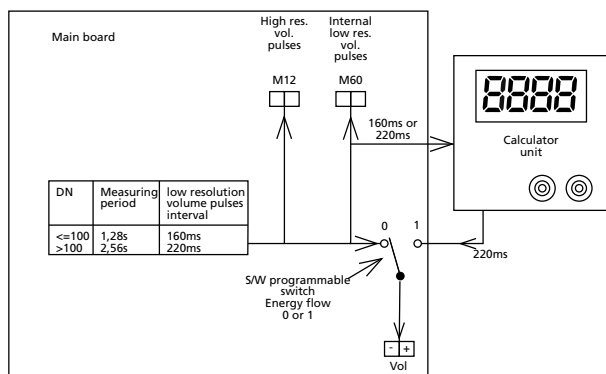 Main board
High res.
vol.
pulses
Internal
low res.
vol.
pulses
M12
M60
8888
160ms or
220ms
Calculator
unit
DN
Measuring
period
low resolution
volume pulses
interval
<=100
1,28s
160ms
>100
2,56s
220ms
0
1
220ms
S/W programmable
switch
Energy flow
0 or 1
- +
Vol